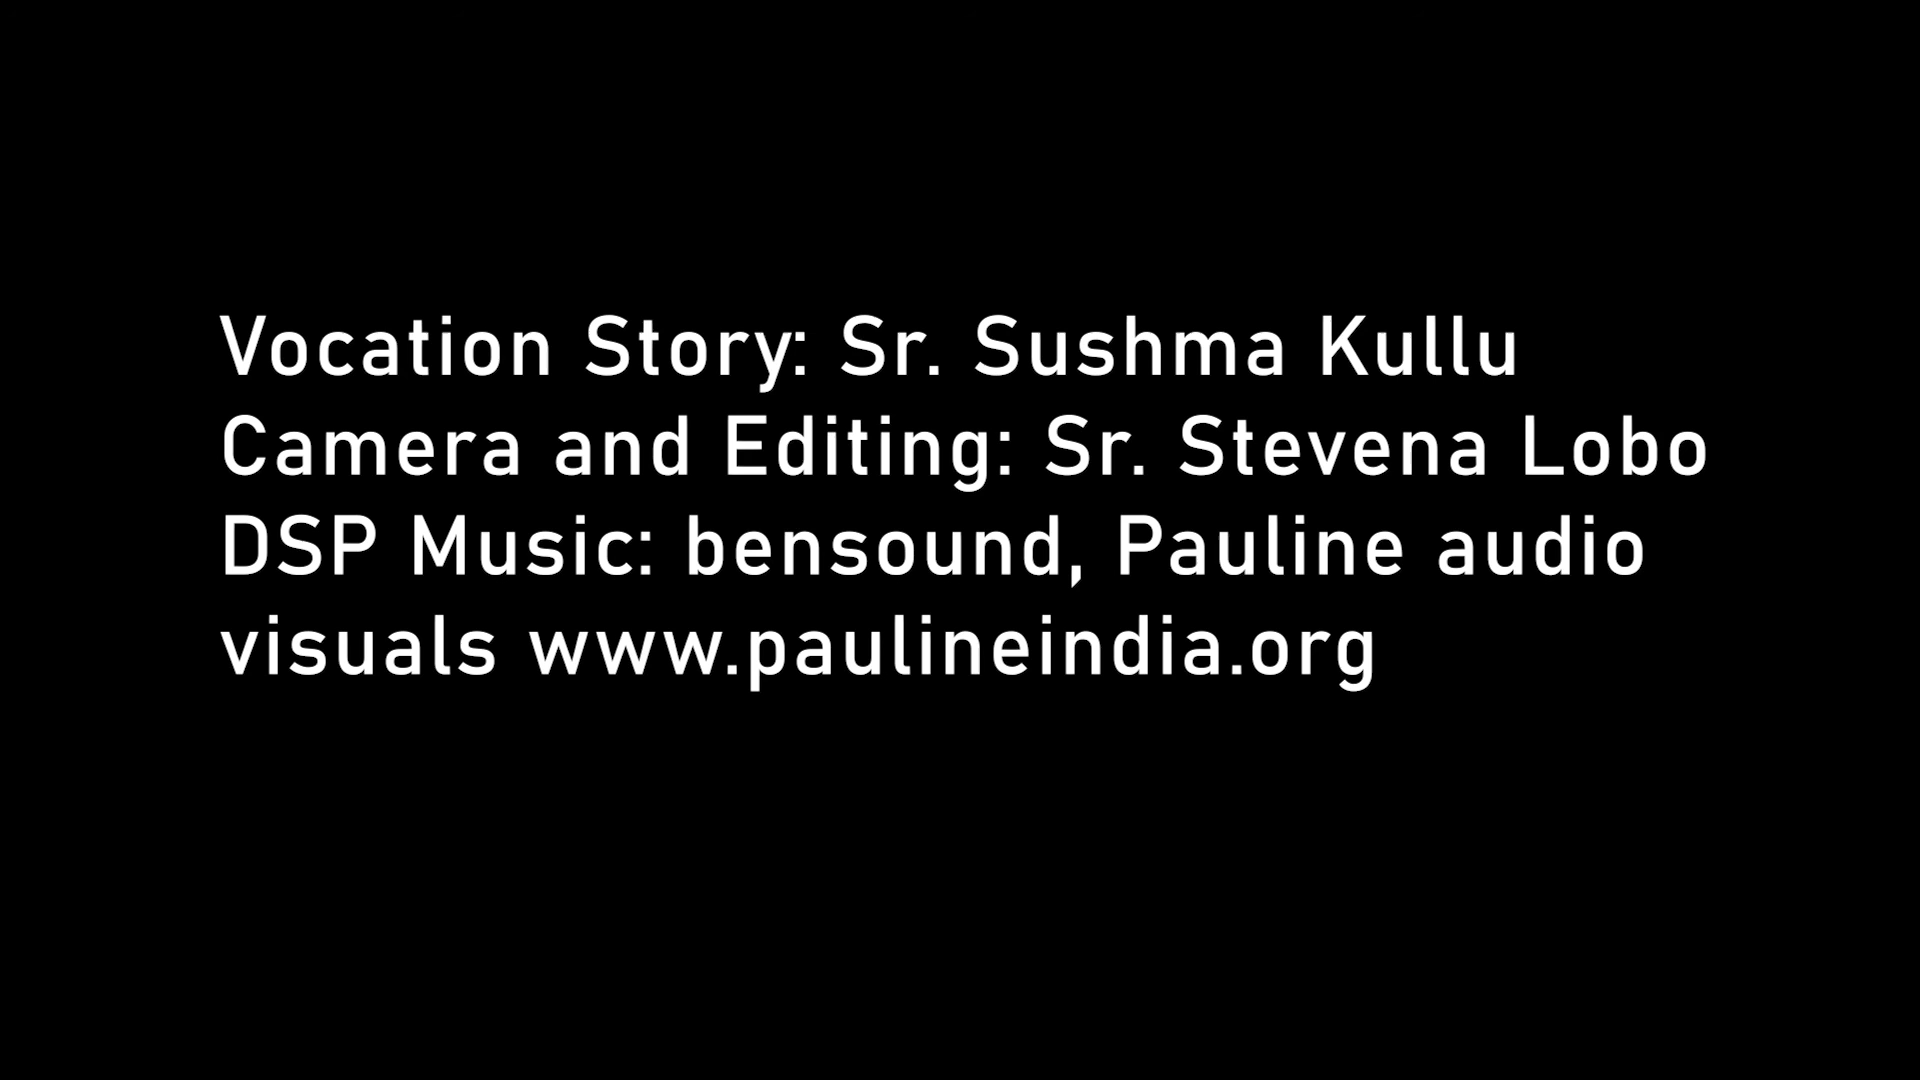 Vocation Story: Sr. Sushma Kullu
Camera and Editing: Sr. Stevena Lobo
DSP Music: bensound, Pauline audio
visuals www.paulineindia.org